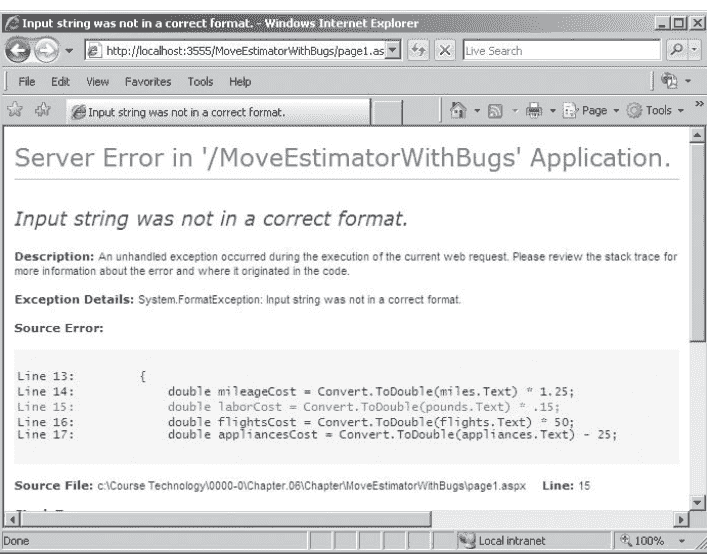 Input string was not in a correct format. - Windows Internet Explorer
http://localhost:3555/MoveEstimatorWithBugs/page1.as
Live Search
File Edit View Favorites Tools Help
Input string was not in a correct format.
Page Tools »
Server Error in '/MoveEstimatorWithBugs' Application.
Input string was not in a correct format.
Description: An unhandled exception occurred during the execution of the current web request. Please review the stack trace for
more information about the error and where it originated in the code.
Exception Details: System.FormatException: Input string was not in a correct format.
Source Error:
Line 13: {
Line 14: double mileageCost = Convert.ToDouble(miles.Text) * 1.25;
Line 15: double laborCost = Convert.ToDouble(pounds.Text) * .15;
Line 16: double flightsCost = Convert.ToDouble(flights.Text) * 50;
Line 17: double appliancesCost = Convert.ToDouble(appliances.Text) - 25;
Source File: c:\Course Technology\0000-0\Chapter.06\Chapter\MoveEstimatorWithBugs\page1.aspx Line: 15
Done Local intranet 100%